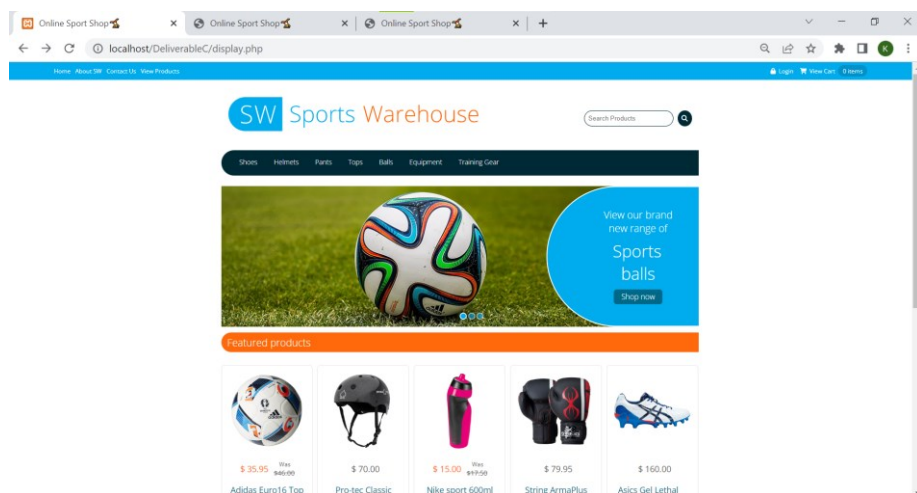 Online Sport Shop
Online Sport Shop
Online Sport Shop
localhost/DeliverableC/display.php
K
Home About SW Contact Us View Products
Login View Cart 0 items
SW Sports Warehouse
Search Products
Shoes Helmets Pants Tops Balls Equipment Training Gear
View our brand
new range of
Sports
balls
Shop now
adidas
Featured products
$ 35.95 Was $46.00
$ 70.00
$ 15.00 Was $17.50
$ 79.95
$ 160.00
Adidas Euro16 Top
Pro-tec Classic
Nike sport 600ml
String ArmaPlus
Asics Gel Lethal